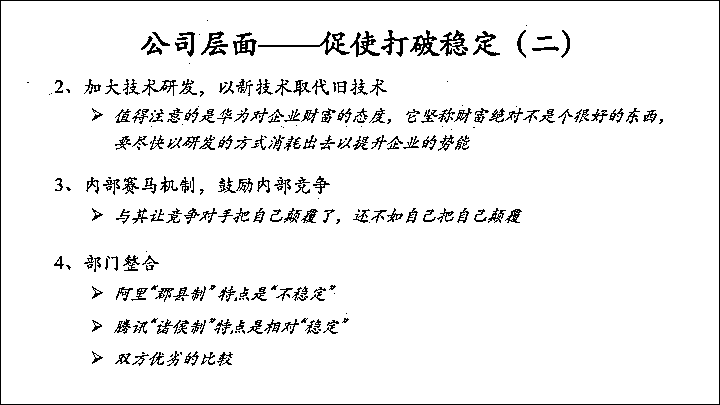 公司层面——促使打破稳定（二）
2、加大技术研发，以新技术取代旧技术
➢ 值得注意的是华为对企业财富的态度，它坚称财富绝对不是个很好的东西，
要尽快以研发的方式消耗出去以提升企业的势能
3、内部赛马机制，鼓励内部竞争
➢ 与其让竞争对手把自己颠覆了，还不如自己把自己颠覆
4、部门整合
➢ 阿里“郡县制”特点是“不稳定”
➢ 腾讯“诸侯制”特点是相对“稳定”
➢ 双方优劣的比较